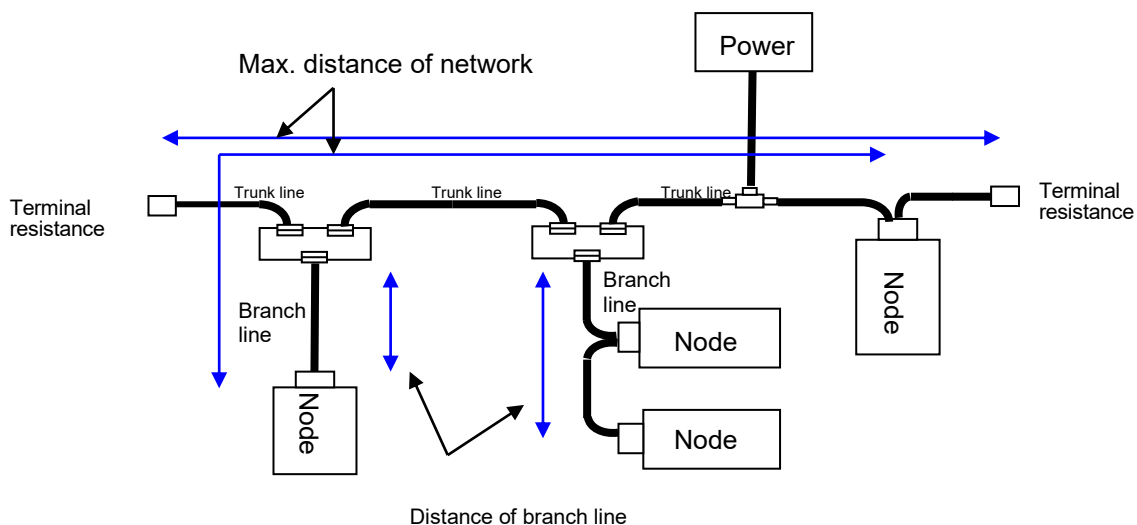 Power
Max. distance of network
Terminal
resistance
Trunk line
Trunk line
Trunk line
Terminal
resistance
Branch
line
Branch
line
Node
Node
Node
Node
Distance of branch line